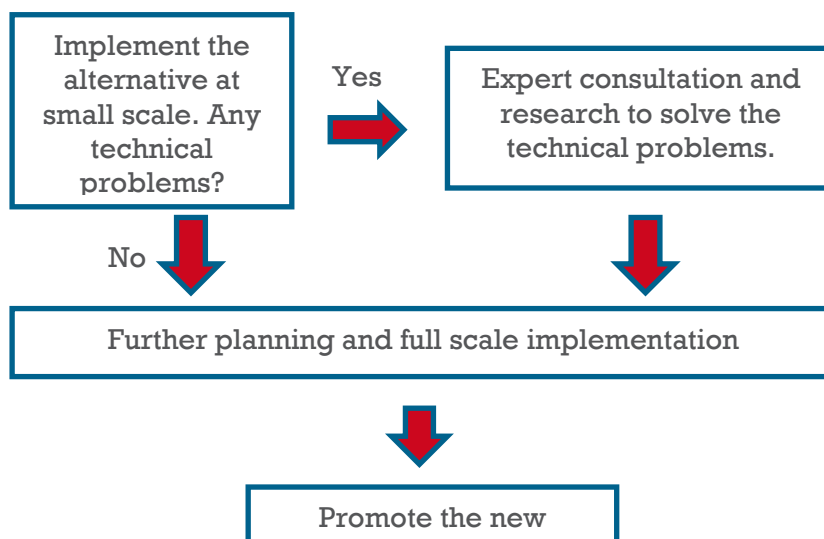 Implement the
alternative at
small scale. Any
technical
problems?
Yes
Expert consultation and
research to solve the
technical problems.
No
Further planning and full scale implementation
Promote the new